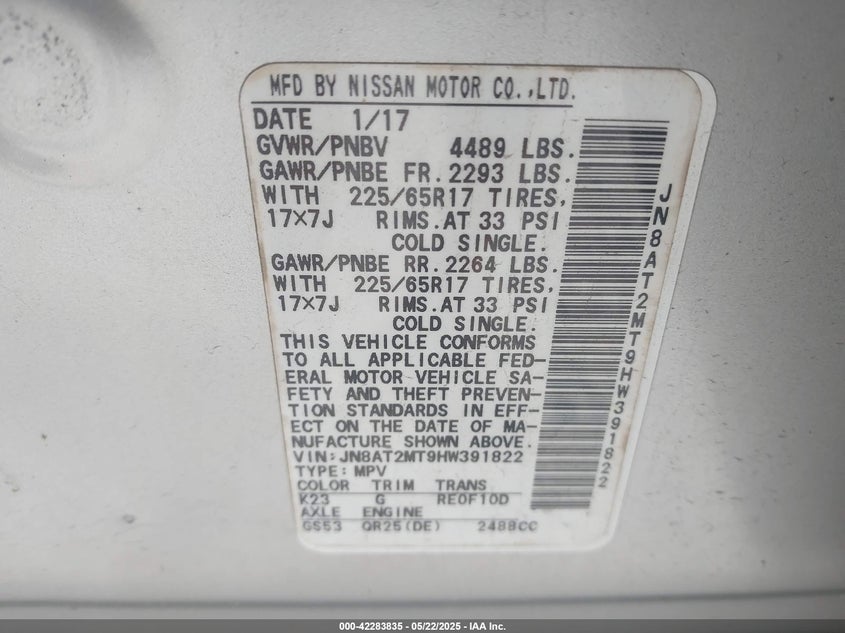 MFD BY NISSAN MOTOR CO.,LTD.
DATE 1/17
GVWR/PNBV 4489 LBS.
GAWR/PNBE FR.2293 LBS.
WITH 225/65R17 TIRES,
17×7J RIMS.AT 33 PSI
COLD SINGLE.
GAWR/PNBE RR.2264 LBS.
WITH 225/65R17 TIRES,
17×7J RIMS.AT 33 PSI
COLD SINGLE.
THIS VEHICLE CONFORMS
TO ALL APPLICABLE FED-
ERAL MOTOR VEHICLE SA-
FETY AND THEFT PREVEN-
TION STANDARDS IN EFF-
ECT ON THE DATE OF MA-
NUFACTURE SHOWN ABOVE.
VIN:JN8AT2MT9HW391822
TYPE:MPV
COLOR TRIM TRANS
K23 G RE0F10D
AXLE ENGINE
GS53 QR25(DE) 2488CC
JN8AT2MT9HW391822
000-42283835 - 05/22/2025 - IAA Inc.